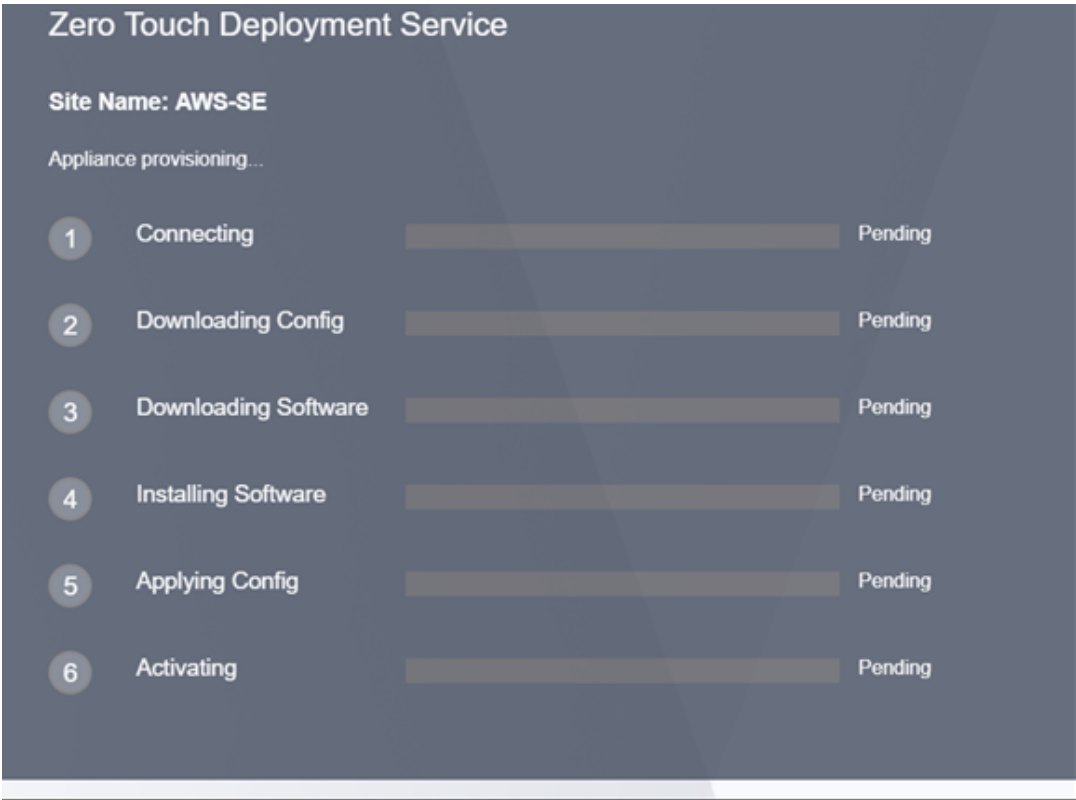 Zero Touch Deployment Service
Site Name: AWS-SE
Appliance provisioning...
1 Connecting Pending
2 Downloading Config Pending
3 Downloading Software Pending
4 Installing Software Pending
5 Applying Config Pending
6 Activating Pending